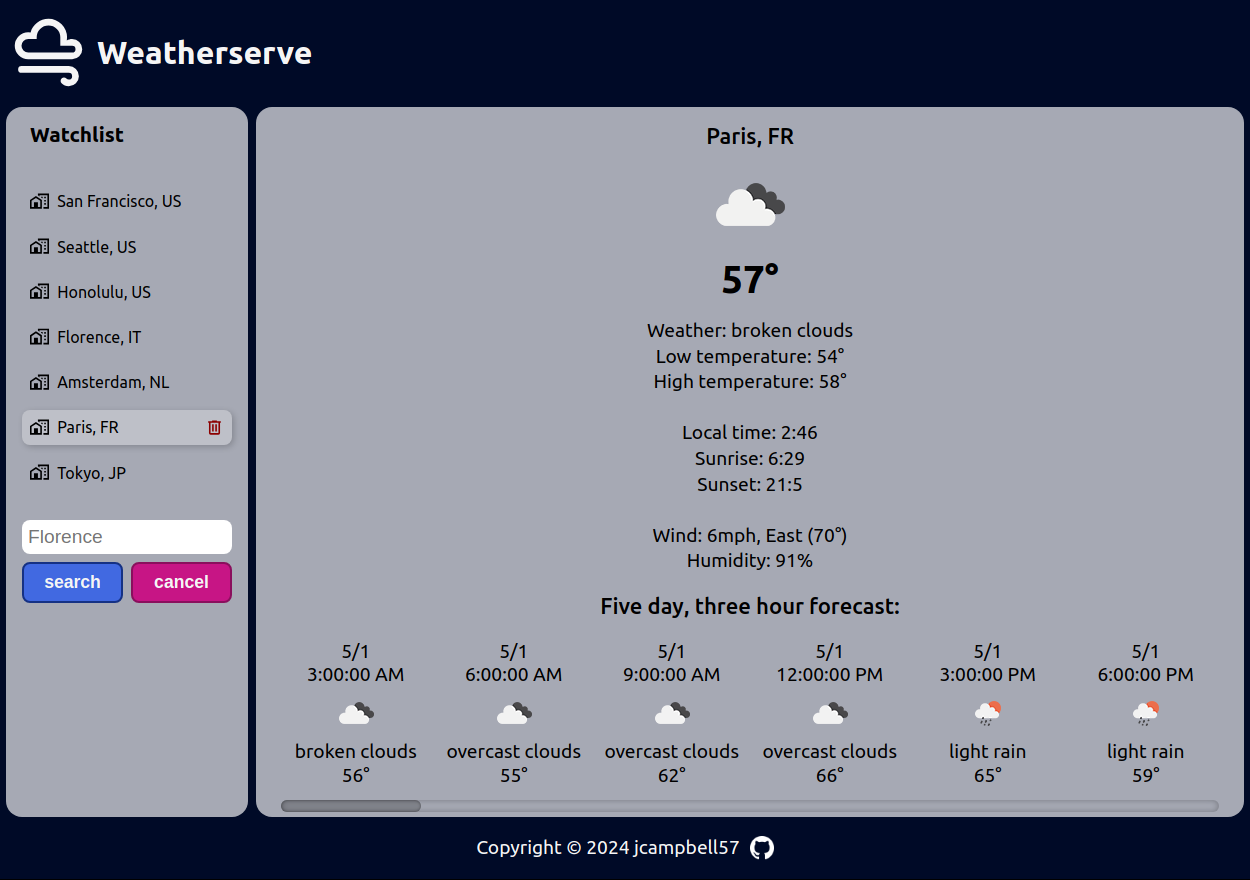 Weatherserve
Watchlist
San Francisco, US
Seattle, US
Honolulu, US
Florence, IT
Amsterdam, NL
Paris, FR
Tokyo, JP
Florence
search
cancel
Paris, FR
57°
Weather: broken clouds
Low temperature: 54°
High temperature: 58°
Local time: 2:46
Sunrise: 6:29
Sunset: 21:5
Wind: 6mph, East (70°)
Humidity: 91%
Five day, three hour forecast:
5/1
3:00:00 AM
broken clouds
56°
5/1
6:00:00 AM
overcast clouds
55°
5/1
9:00:00 AM
overcast clouds
62°
5/1
12:00:00 PM
overcast clouds
66°
5/1
3:00:00 PM
light rain
65°
5/1
6:00:00 PM
light rain
59°
Copyright © 2024 jcampbell57